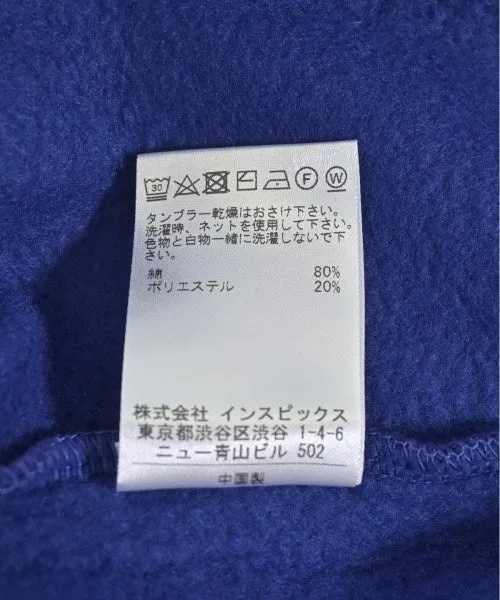 30 F W
タンブラー乾燥はおさけ下さい。
洗濯時、ネットを使用して下さい。
色物と白物一緒に洗濯しないで下
さい。
綿 80%
ポリエステル 20%
株式会社 インスピックス
東京都渋谷区渋谷 1-4-6
ニュー青山ビル 502
中国製